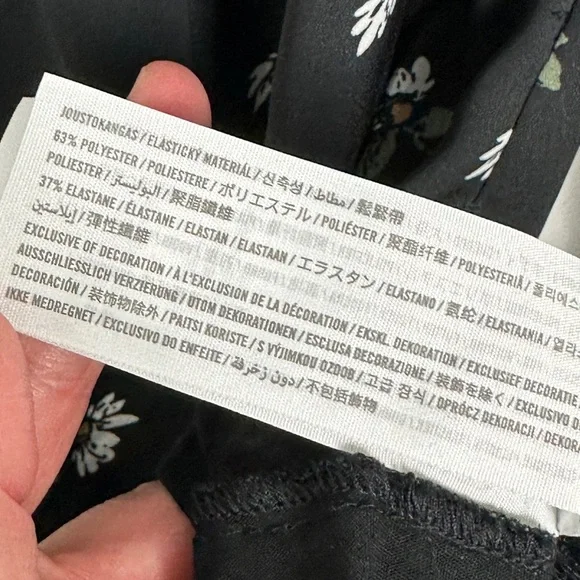 JOUSTOKANGAS / ELASTICKÝ MATERIÁL / 신축성 / مطاط / 鬆緊帶
63% POLYESTER / POLIESTERE / ポリエステル / POLIÉSTER / 聚酯纤维 / POLYESTERIÄ / 폴리에스
POLIESTER / البوليستر / 聚脂纖維
37% ELASTANE / ÉLASTANE / ELASTAN / ELASTAAN / エラスタン / ELASTANO / 氨纶 / ELASTAANIA / 엘라
إيلاستين / 彈性纖維
EXCLUSIVE OF DECORATION / À L'EXCLUSION DE LA DÉCORATION / EKSKL. DEKORATION / EXCLUSIEF DECORATIE
AUSSCHLIESSLICH VERZIERUNG / UTOM DEKORATIONEN / ESCLUSA DECORAZIONE / 装飾を除く / EXCLUSIVO D
DECORACIÓN / 装饰物除外 / PAITSI KORISTE / S VÝJIMKOU OZDOB / 고급 장식 / OPRÓCZ DEKORACJI / DEKORA
IKKE MEDREGNET / EXCLUSIVO DO ENFEITE / دون زخرفة / 不包括飾物